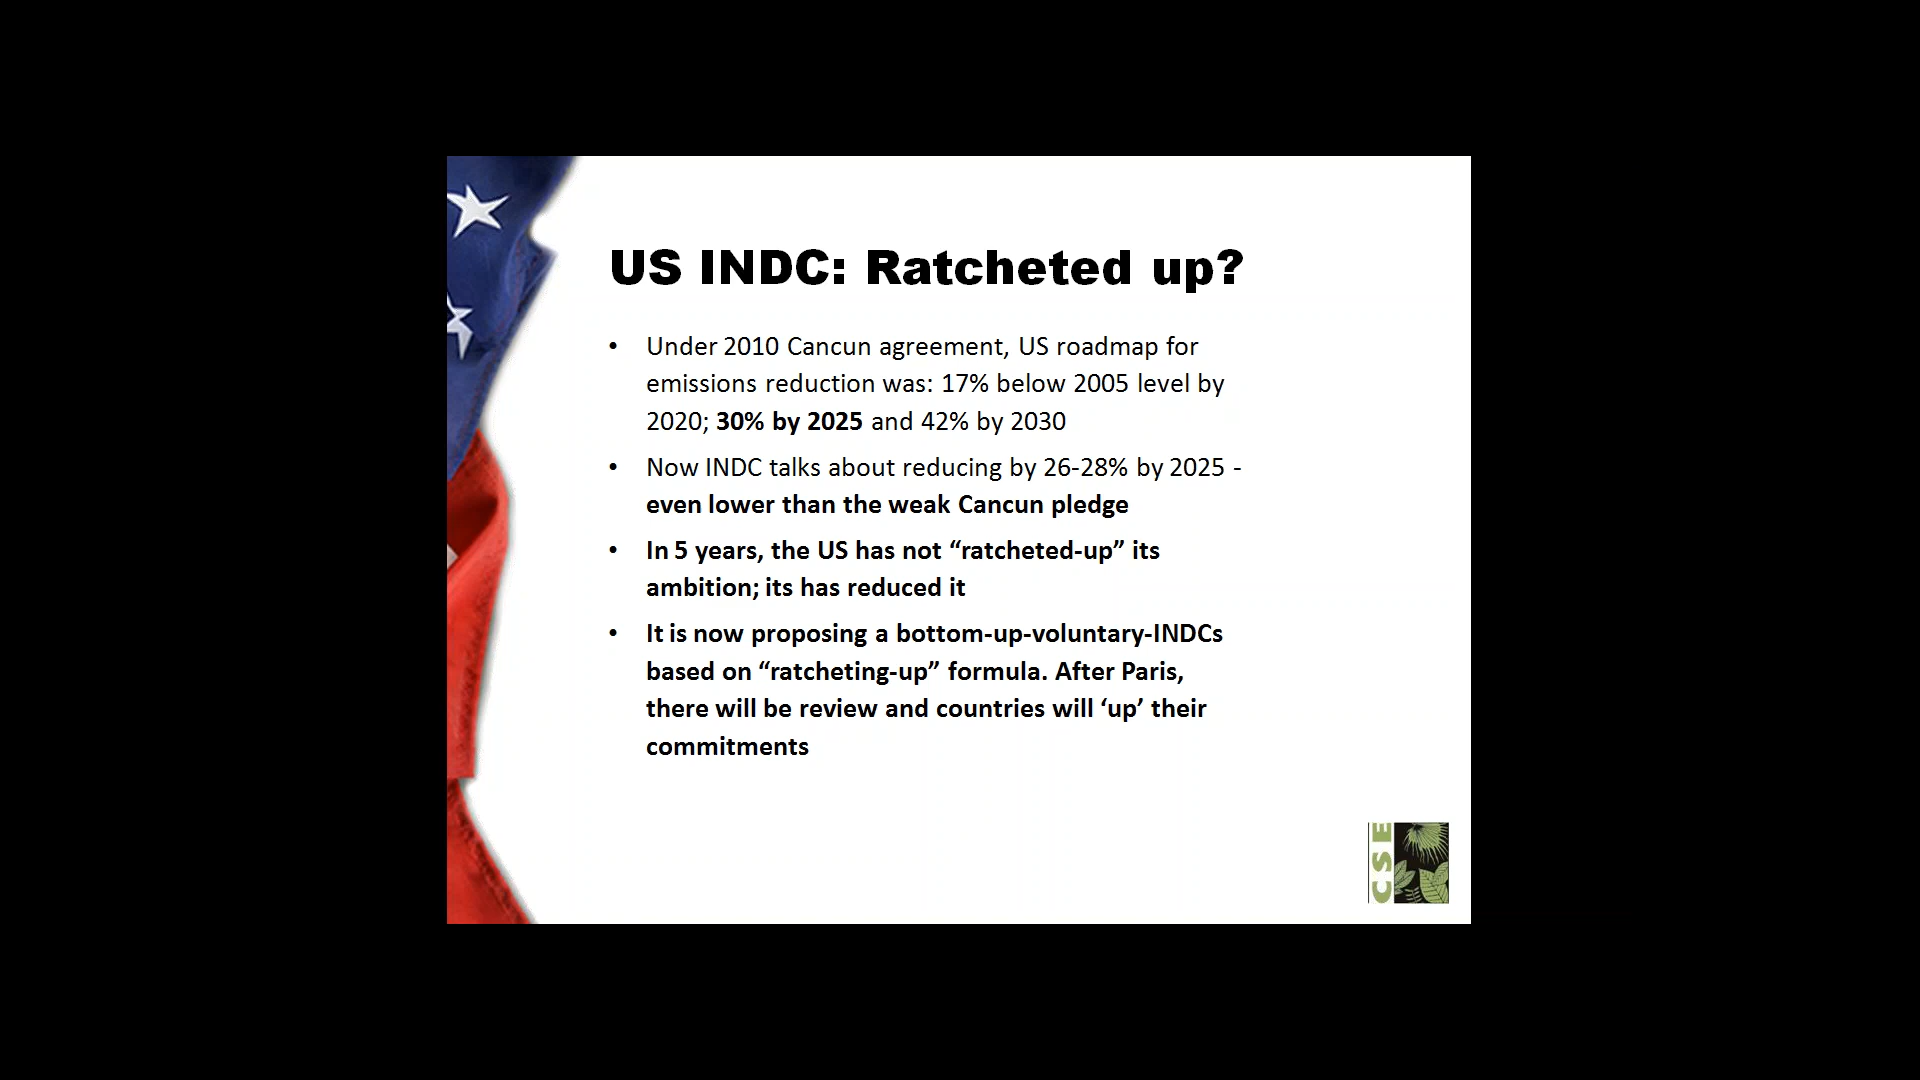 US INDC: Ratcheted up?
• Under 2010 Cancun agreement, US roadmap for
emissions reduction was: 17% below 2005 level by
2020; 30% by 2025 and 42% by 2030
• Now INDC talks about reducing by 26-28% by 2025 -
even lower than the weak Cancun pledge
• In 5 years, the US has not “ratcheted-up” its
ambition; its has reduced it
• It is now proposing a bottom-up-voluntary-INDCs
based on “ratcheting-up” formula. After Paris,
there will be review and countries will ‘up’ their
commitments
CSE